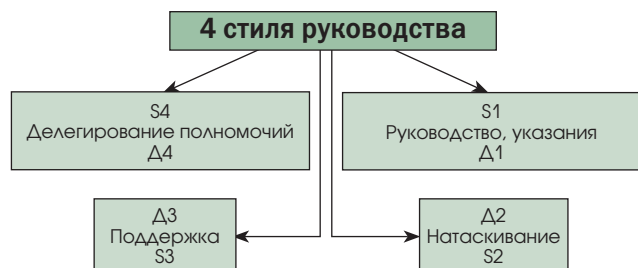 4 стиля руководства
S4
Делегирование полномочий
Д4
S1
Руководство, указания
Д1
Д3
Поддержка
S3
Д2
Натаскивание
S2